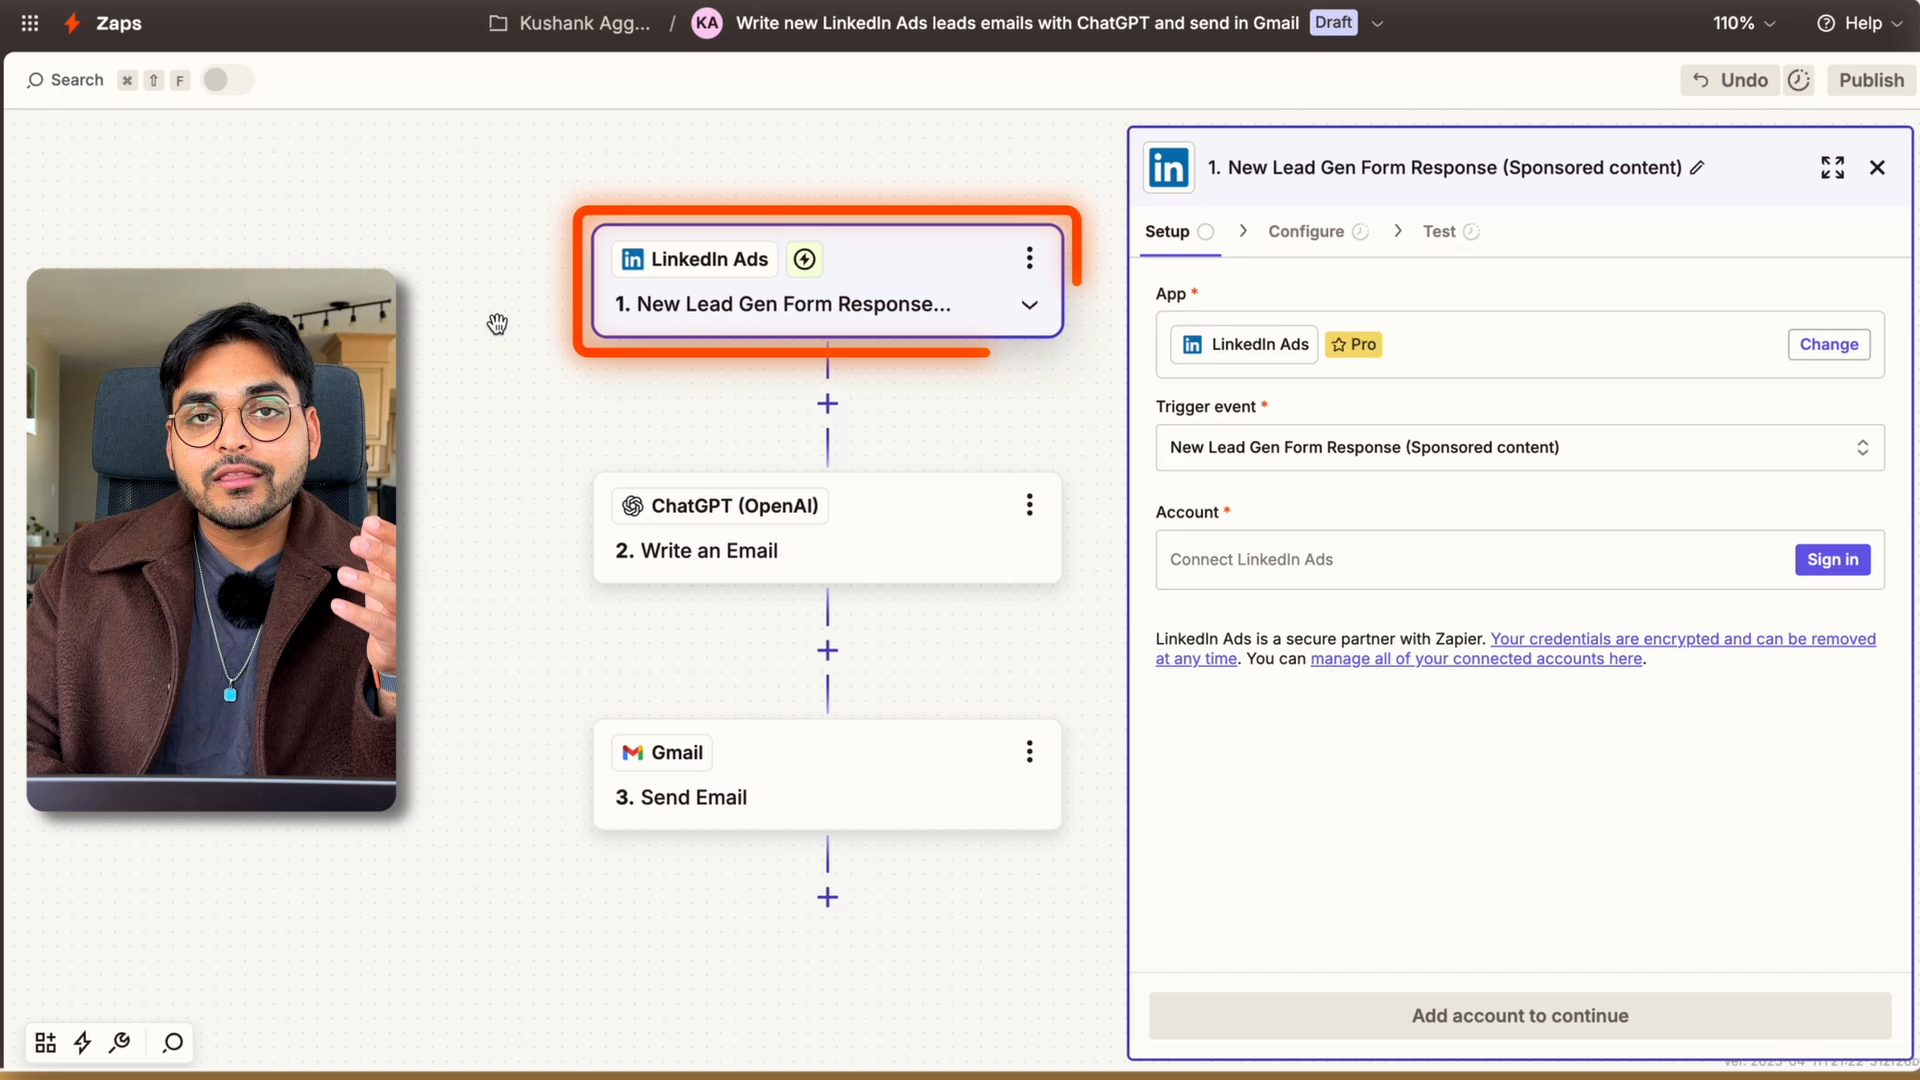 Zaps
Kushank Agg... / KA Write new LinkedIn Ads leads emails with ChatGPT and send in Gmail Draft
110%
Help
Search ⌘ ⇧ F
Undo
Publish
LinkedIn Ads
1. New Lead Gen Form Response...
ChatGPT (OpenAI)
2. Write an Email
Gmail
3. Send Email
1. New Lead Gen Form Response (Sponsored content)
Setup > Configure > Test
App *
LinkedIn Ads Pro
Change
Trigger event *
New Lead Gen Form Response (Sponsored content)
Account *
Connect LinkedIn Ads
Sign in
LinkedIn Ads is a secure partner with Zapier. Your credentials are encrypted and can be removed
at any time. You can manage all of your connected accounts here.
Add account to continue